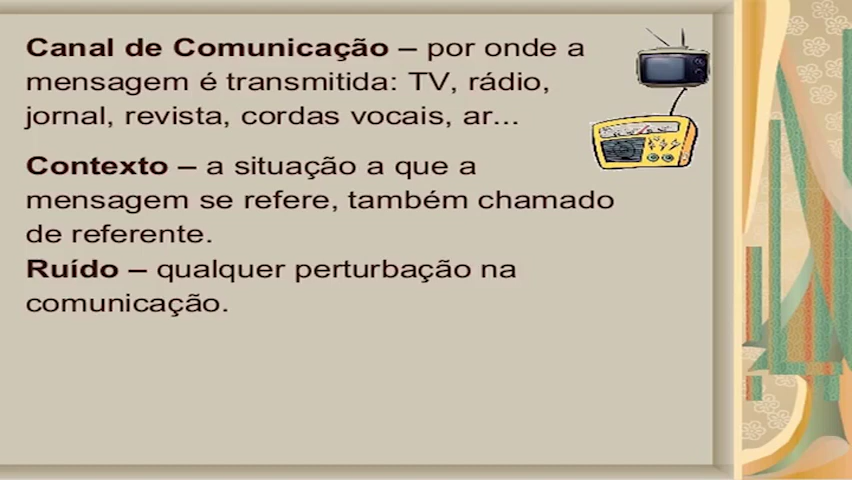 Canal de Comunicação – por onde a
mensagem é transmitida: TV, rádio,
jornal, revista, cordas vocais, ar...
Contexto – a situação a que a
mensagem se refere, também chamado
de referente.
Ruído – qualquer perturbação na
comunicação.